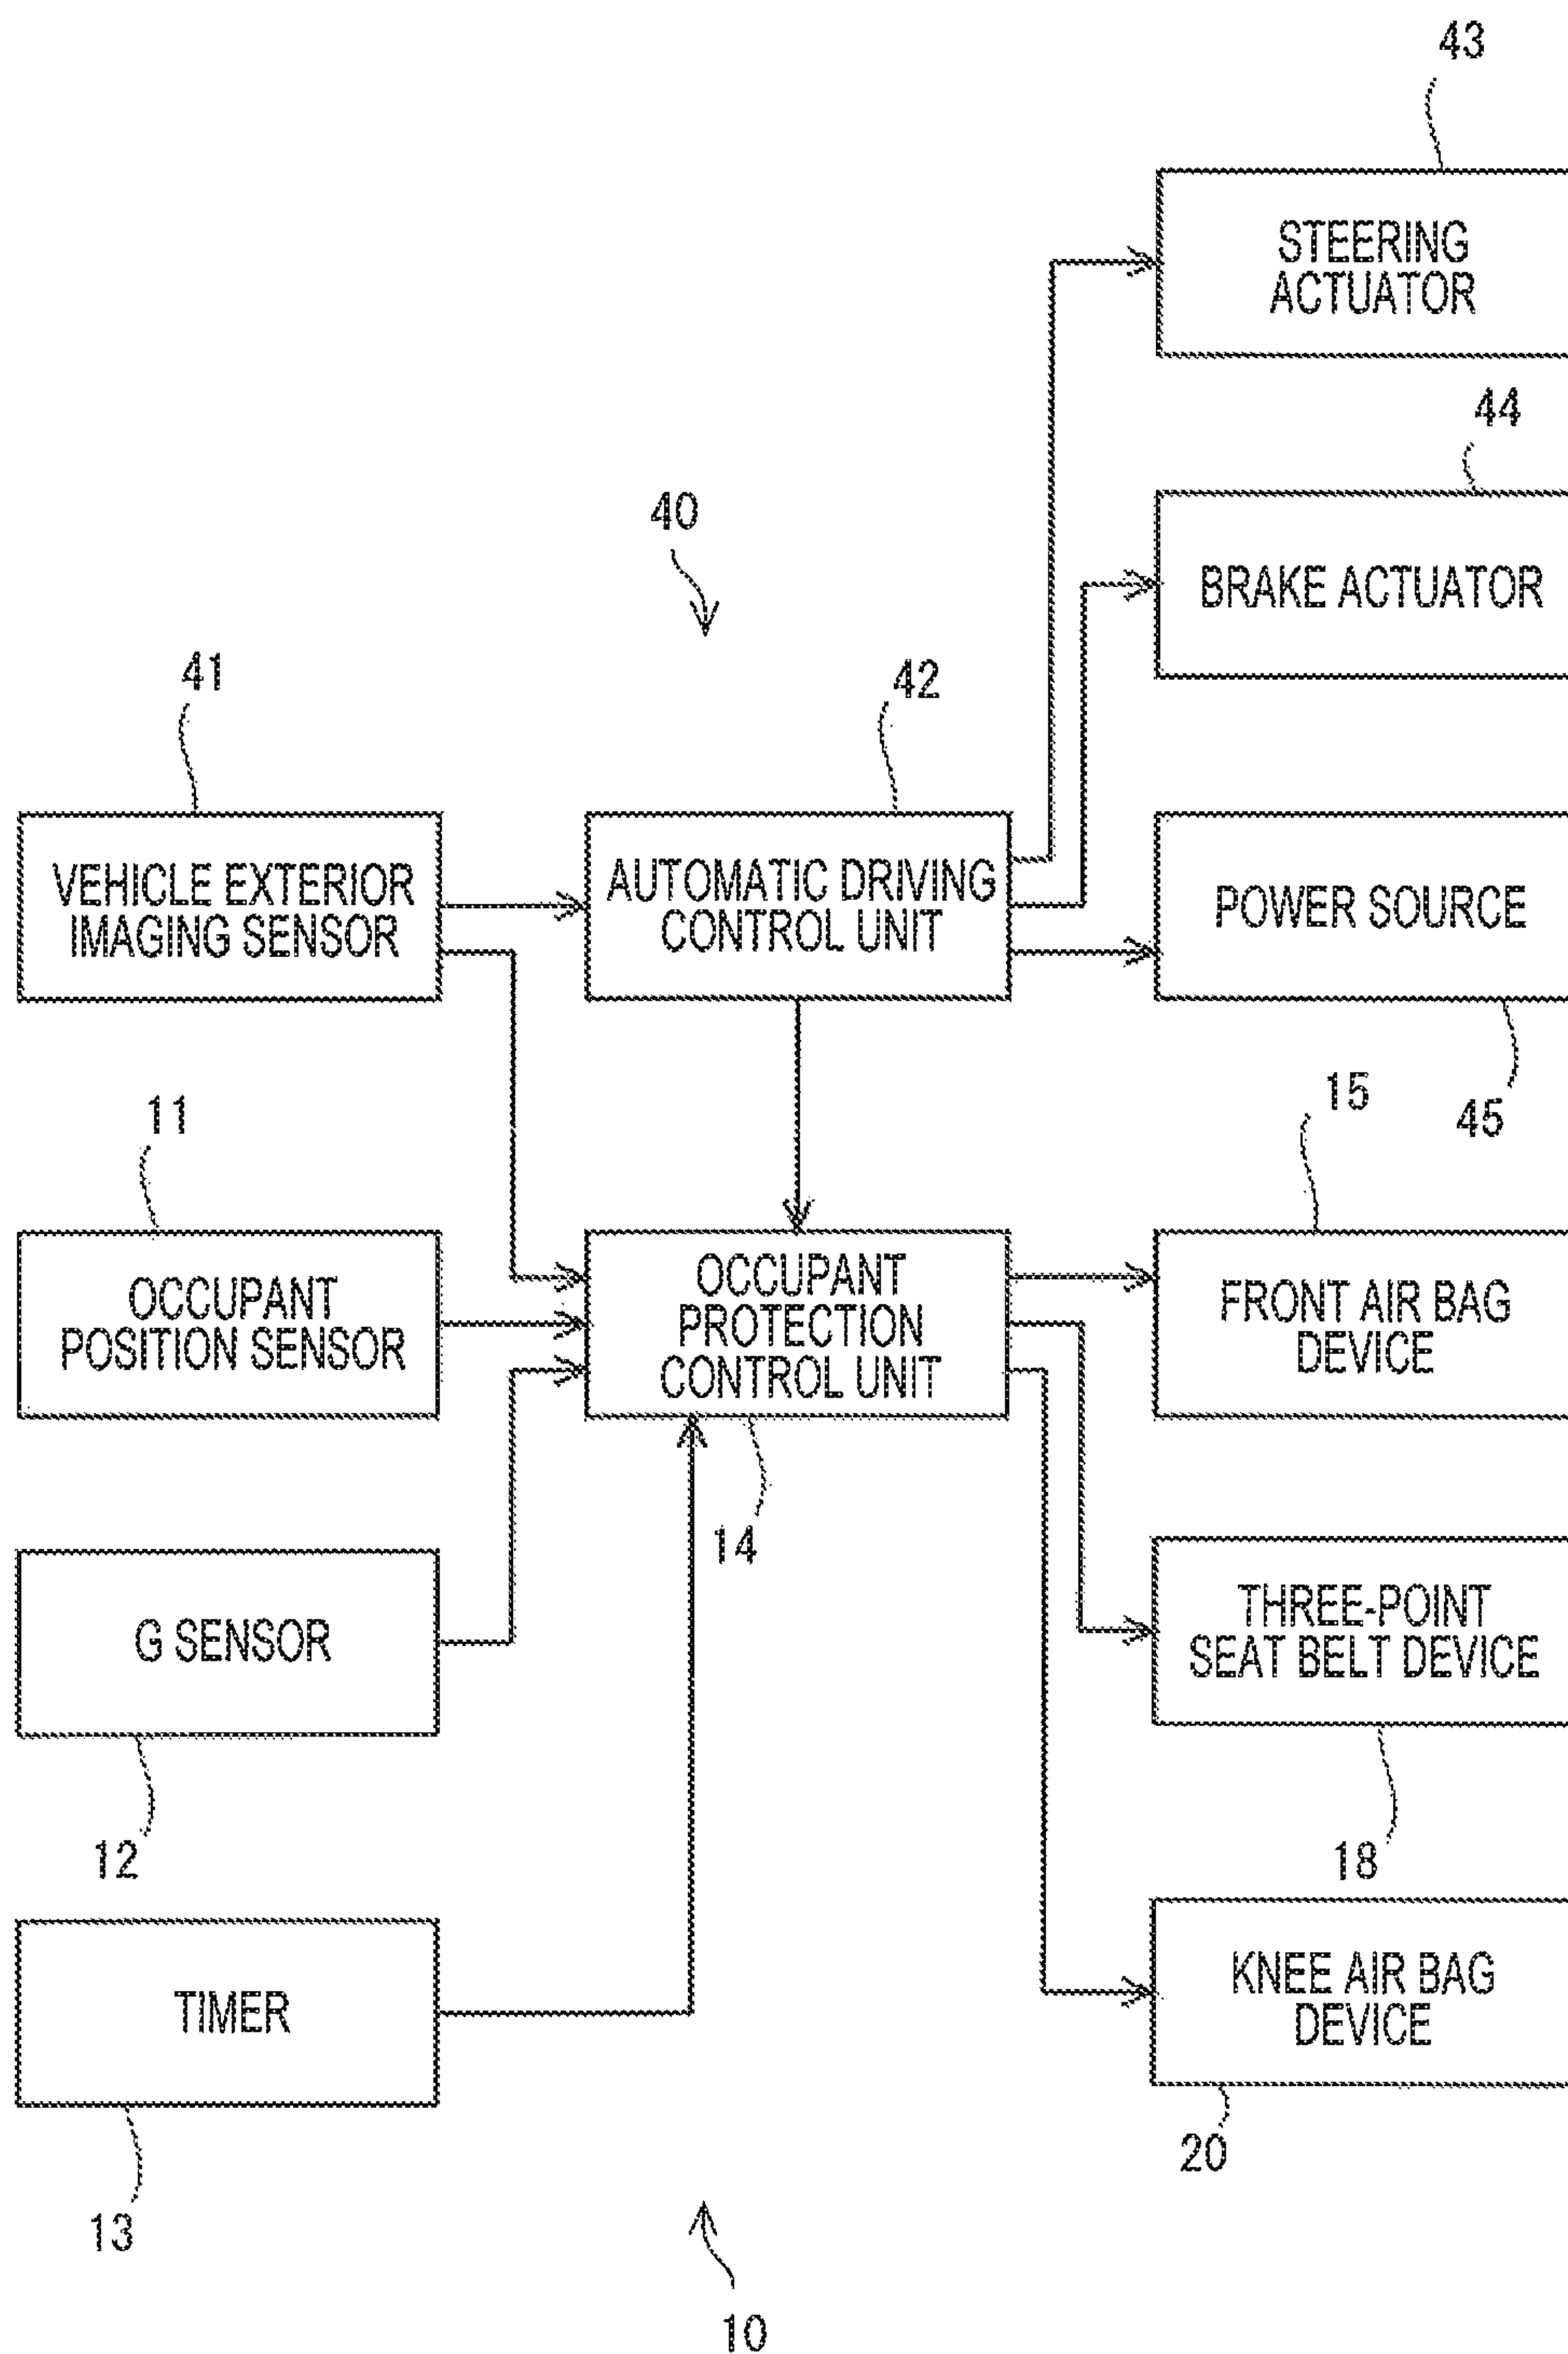 43
STEERING
ACTUATOR
44
BRAKE ACTUATOR
40
41
42
VEHICLE EXTERIOR
IMAGING SENSOR
AUTOMATIC DRIVING
CONTROL UNIT
POWER SOURCE
45
11
15
OCCUPANT
POSITION SENSOR
OCCUPANT
PROTECTION
CONTROL UNIT
FRONT AIR BAG
DEVICE
14
G SENSOR
THREE-POINT
SEAT BELT DEVICE
12
18
TIMER
KNEE AIR BAG
DEVICE
20
13
10